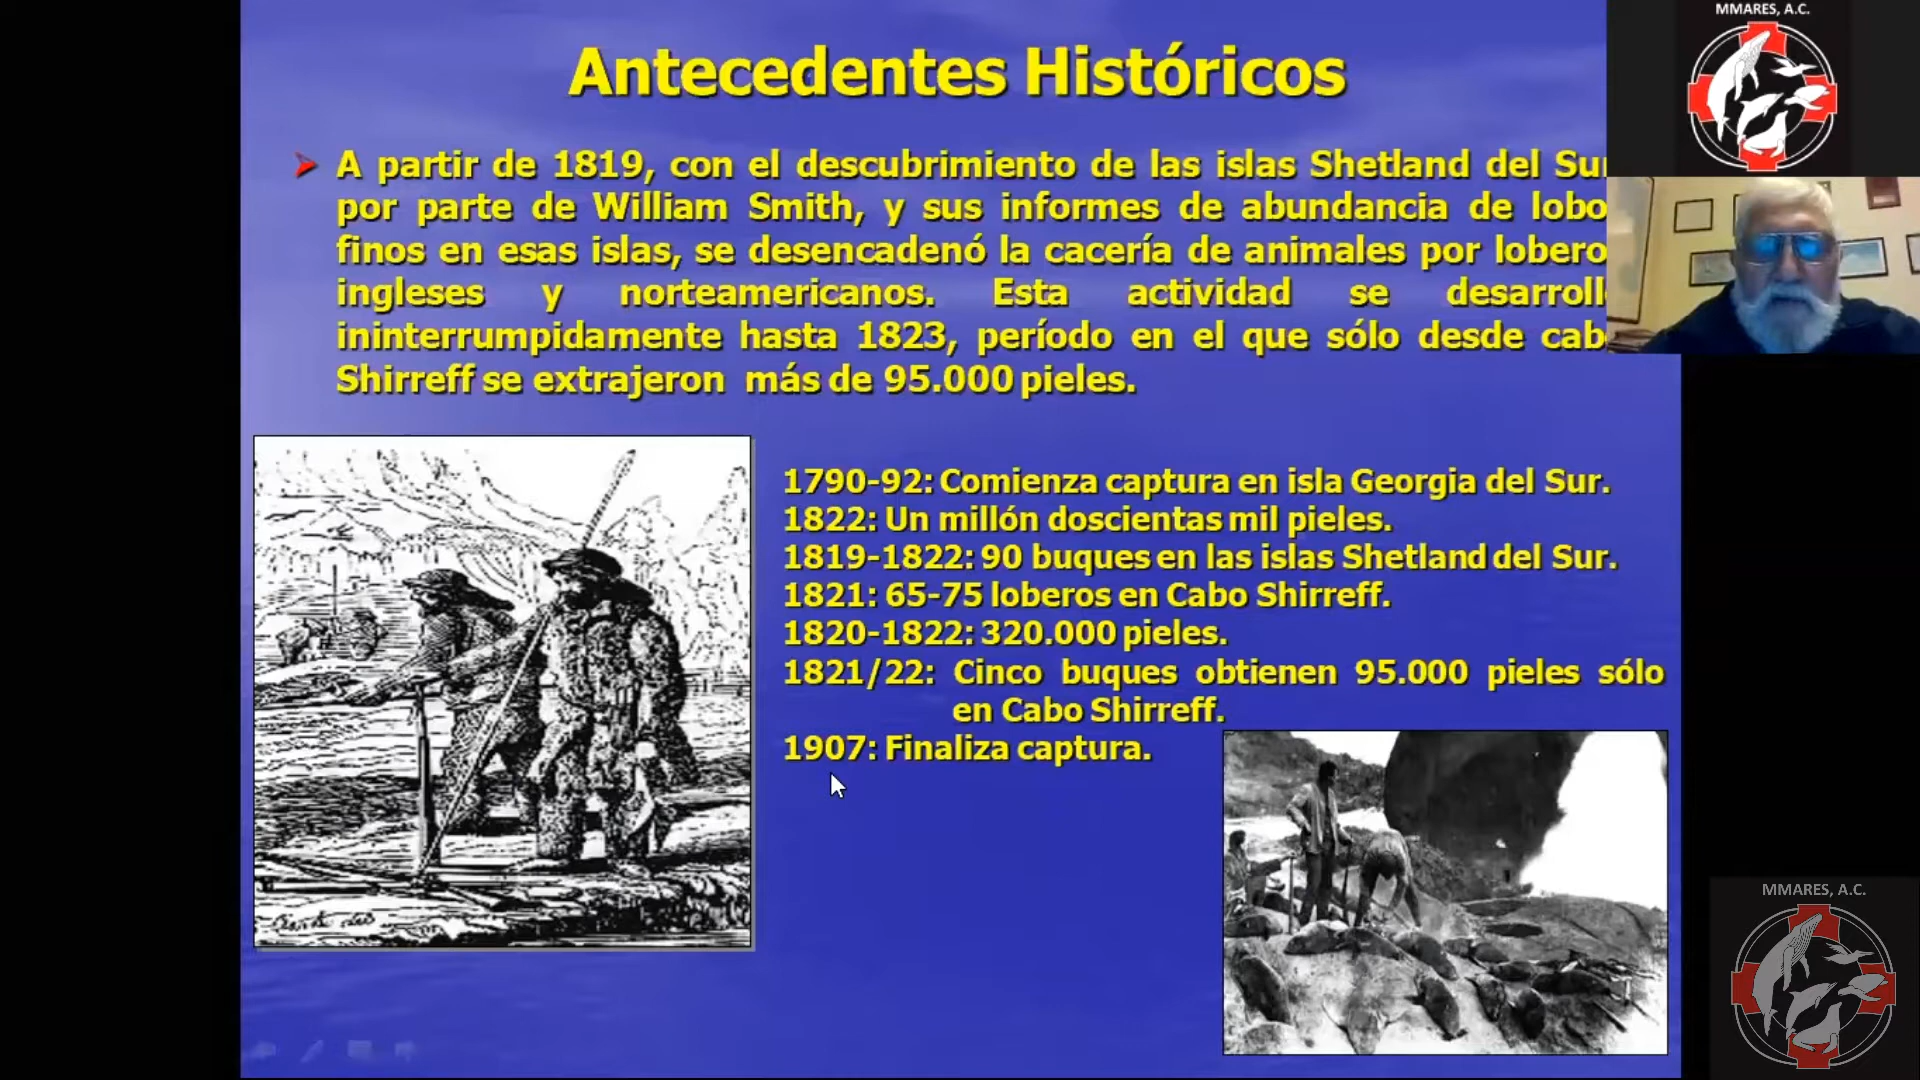 MMARES, A.C.
Antecedentes Históricos
A partir de 1819, con el descubrimiento de las islas Shetland del Sur
por parte de William Smith, y sus informes de abundancia de lobo
finos en esas islas, se desencadenó la cacería de animales por lobero
ingleses y norteamericanos. Esta actividad se desarroll
ininterrumpidamente hasta 1823, período en el que sólo desde cab
Shirreff se extrajeron más de 95.000 pieles.
1790-92: Comienza captura en isla Georgia del Sur.
1822: Un millón doscientas mil pieles.
1819-1822: 90 buques en las islas Shetland del Sur.
1821: 65-75 loberos en Cabo Shirreff.
1820-1822: 320.000 pieles.
1821/22: Cinco buques obtienen 95.000 pieles sólo
en Cabo Shirreff.
1907: Finaliza captura.
MMARES, A.C.